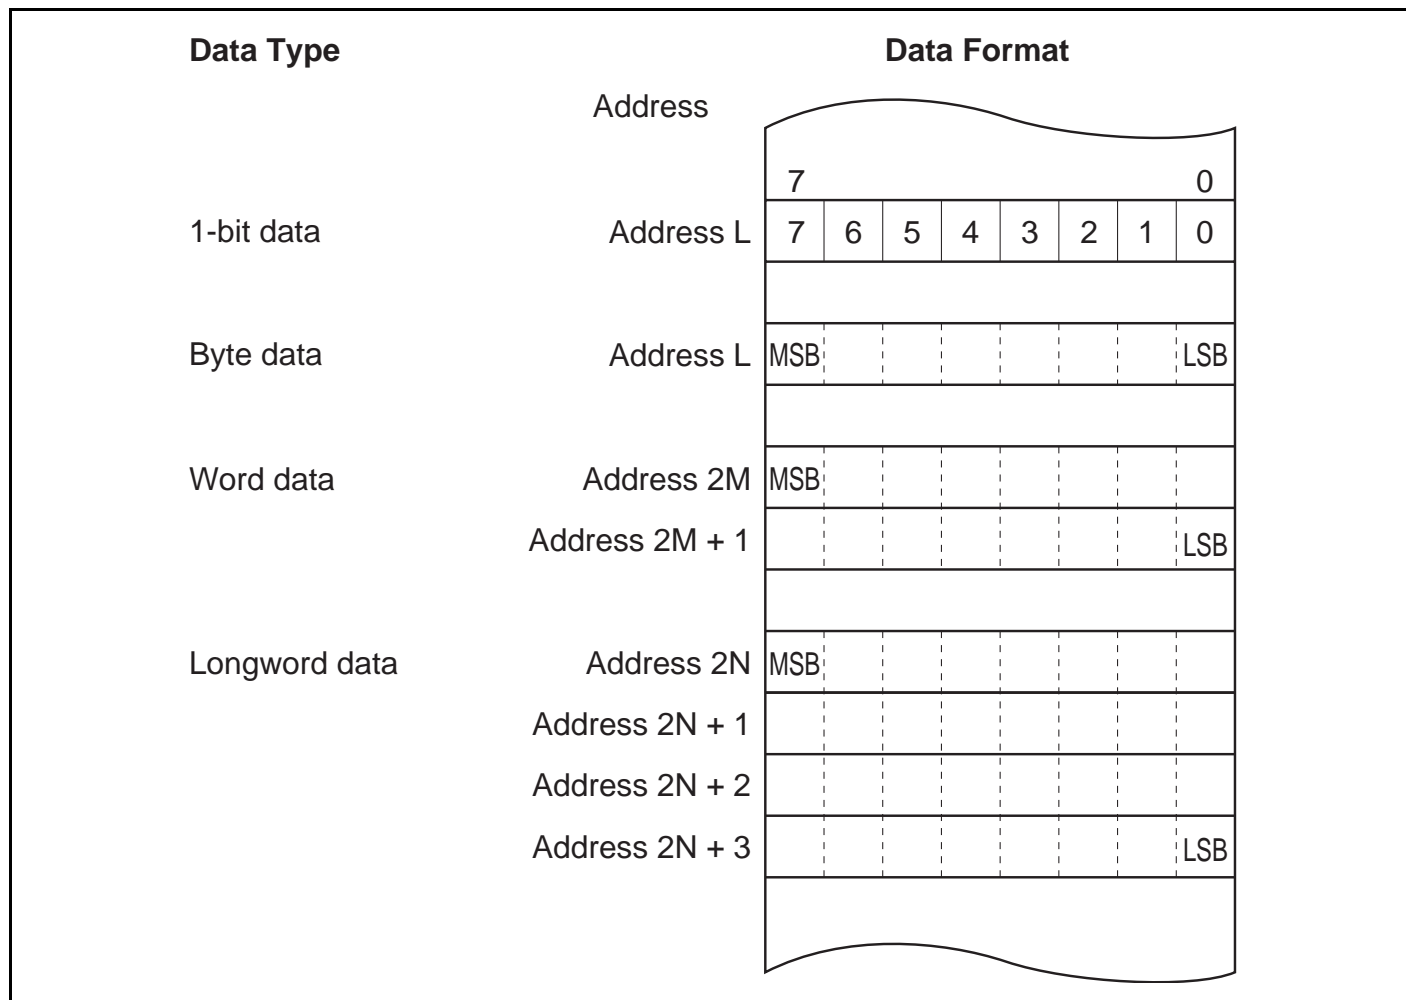 Data Type Data Format
Address
7 0
1-bit data Address L 7 6 5 4 3 2 1 0
Byte data Address L MSB LSB
Word data Address 2M MSB
Address 2M + 1 LSB
Longword data Address 2N MSB
Address 2N + 1
Address 2N + 2
Address 2N + 3 LSB